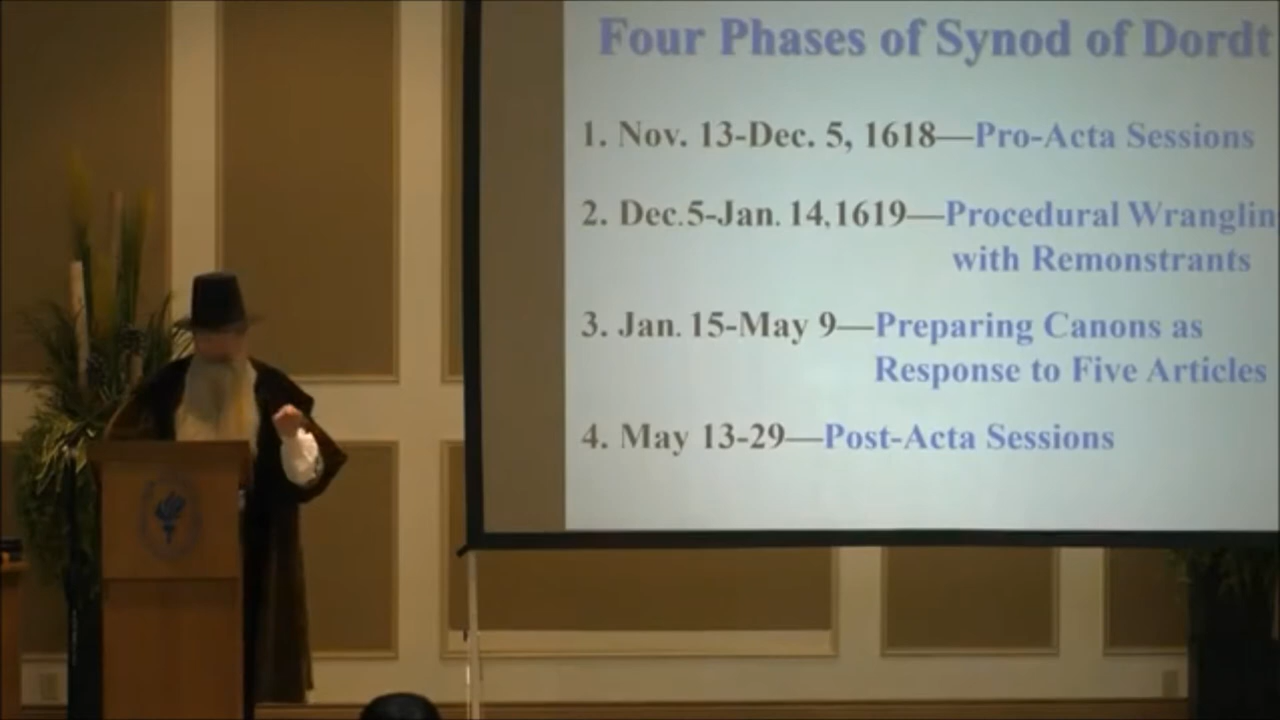 Four Phases of Synod of Dordt
1. Nov. 13-Dec. 5, 1618—Pro-Acta Sessions
2. Dec.5-Jan. 14,1619—Procedural Wranglin
with Remonstrants
3. Jan. 15-May 9—Preparing Canons as
Response to Five Articles
4. May 13-29—Post-Acta Sessions